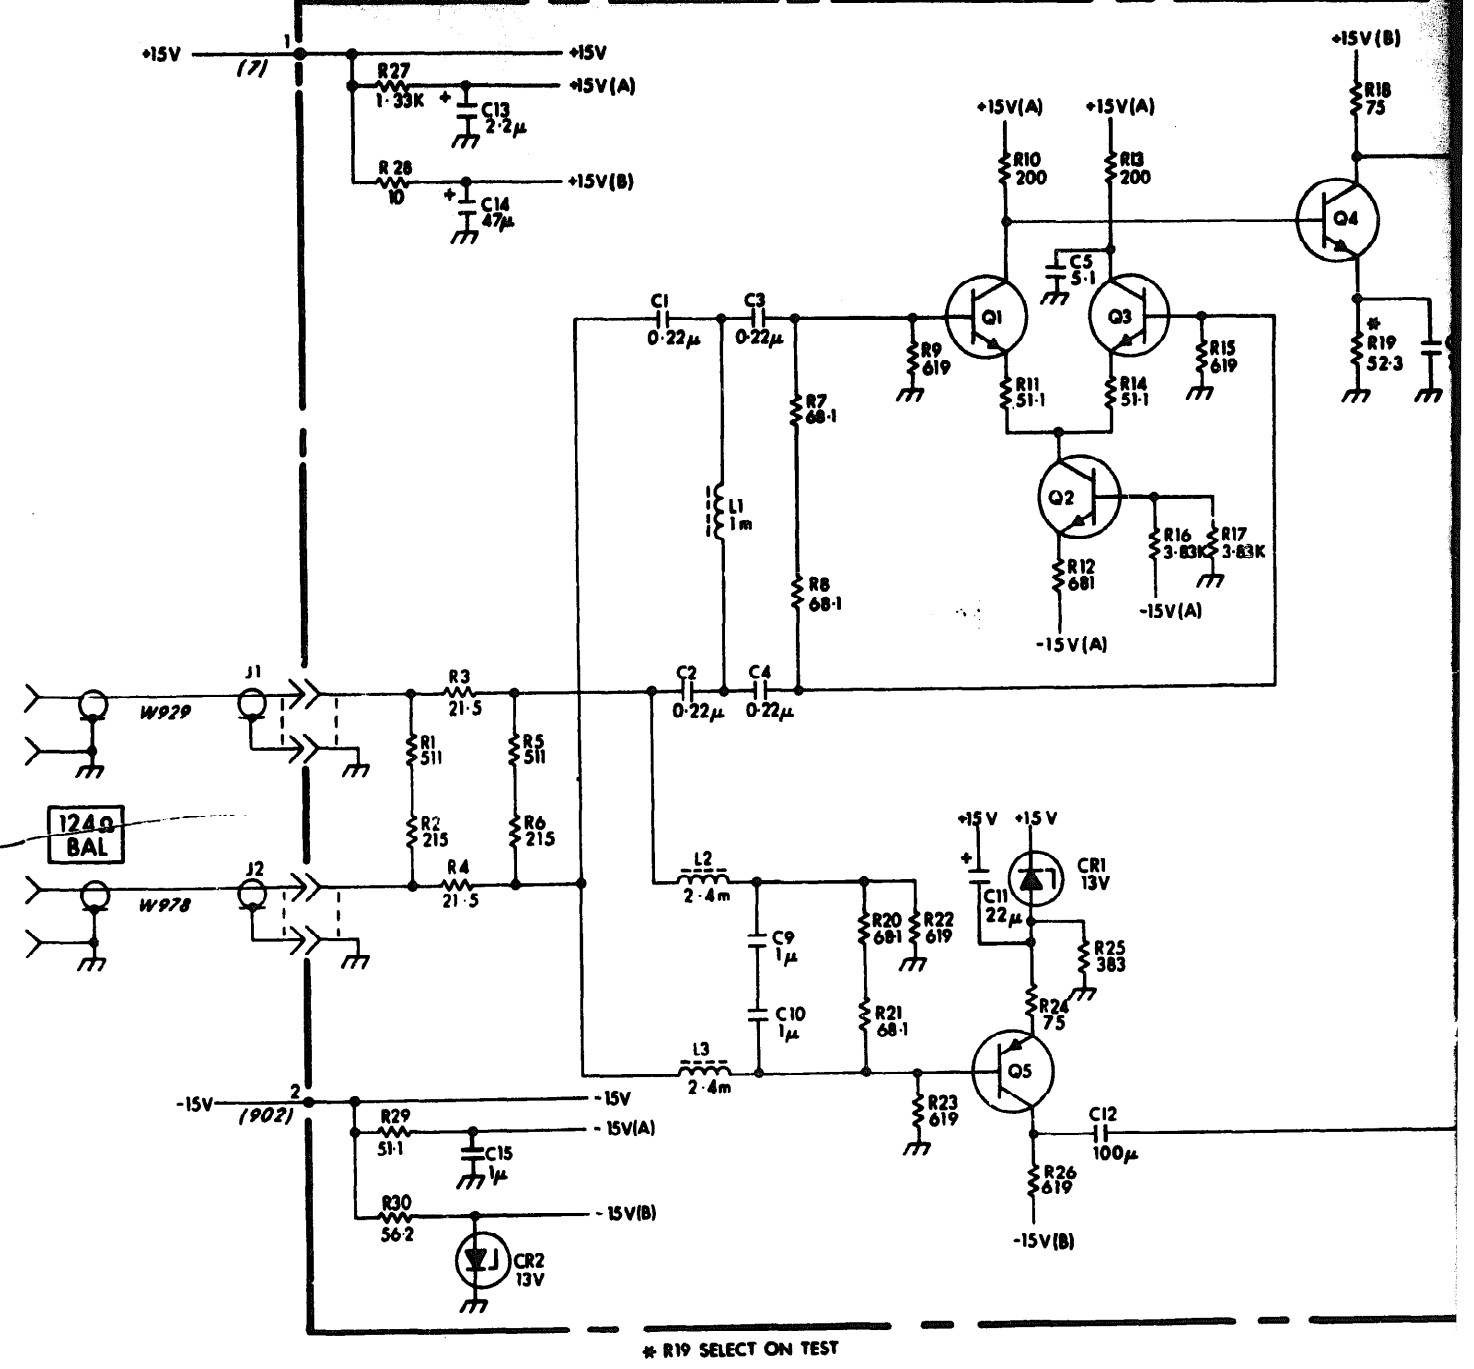 +15V
1
(7)
+15V
R27
1·33K
+15V(A)
+
C13
2·2µ
R28
10
+15V(B)
+
C14
47µ
+15V(A)
R10
200
+15V(A)
R13
200
+15V(B)
R18
75
Q4
C5
5·1
C1
0·22µ
C3
0·22µ
Q1
Q3
R9
619
R15
619
*
R19
52·3
R7
68·1
R11
51·1
R14
51·1
L1
1m
Q2
R16
3·83K
R17
3·83K
R8
68·1
R12
681
-15V(A)
-15V(A)
J1
W929
R3
21·5
C2
0·22µ
C4
0·22µ
R1
511
R5
511
124Ω
BAL
R2
215
R6
215
J2
W978
R4
21·5
L2
2·4m
+15V
+15V
+
C11
22µ
CR1
13V
C9
1µ
R20
68·1
R22
619
R25
383
C10
1µ
R21
68·1
R24
75
L3
2·4m
Q5
R23
619
C12
100µ
R26
619
-15V(B)
-15V
2
(902)
-15V
R29
51·1
-15V(A)
C15
1µ
R30
56·2
-15V(B)
CR2
13V
* R19 SELECT ON TEST